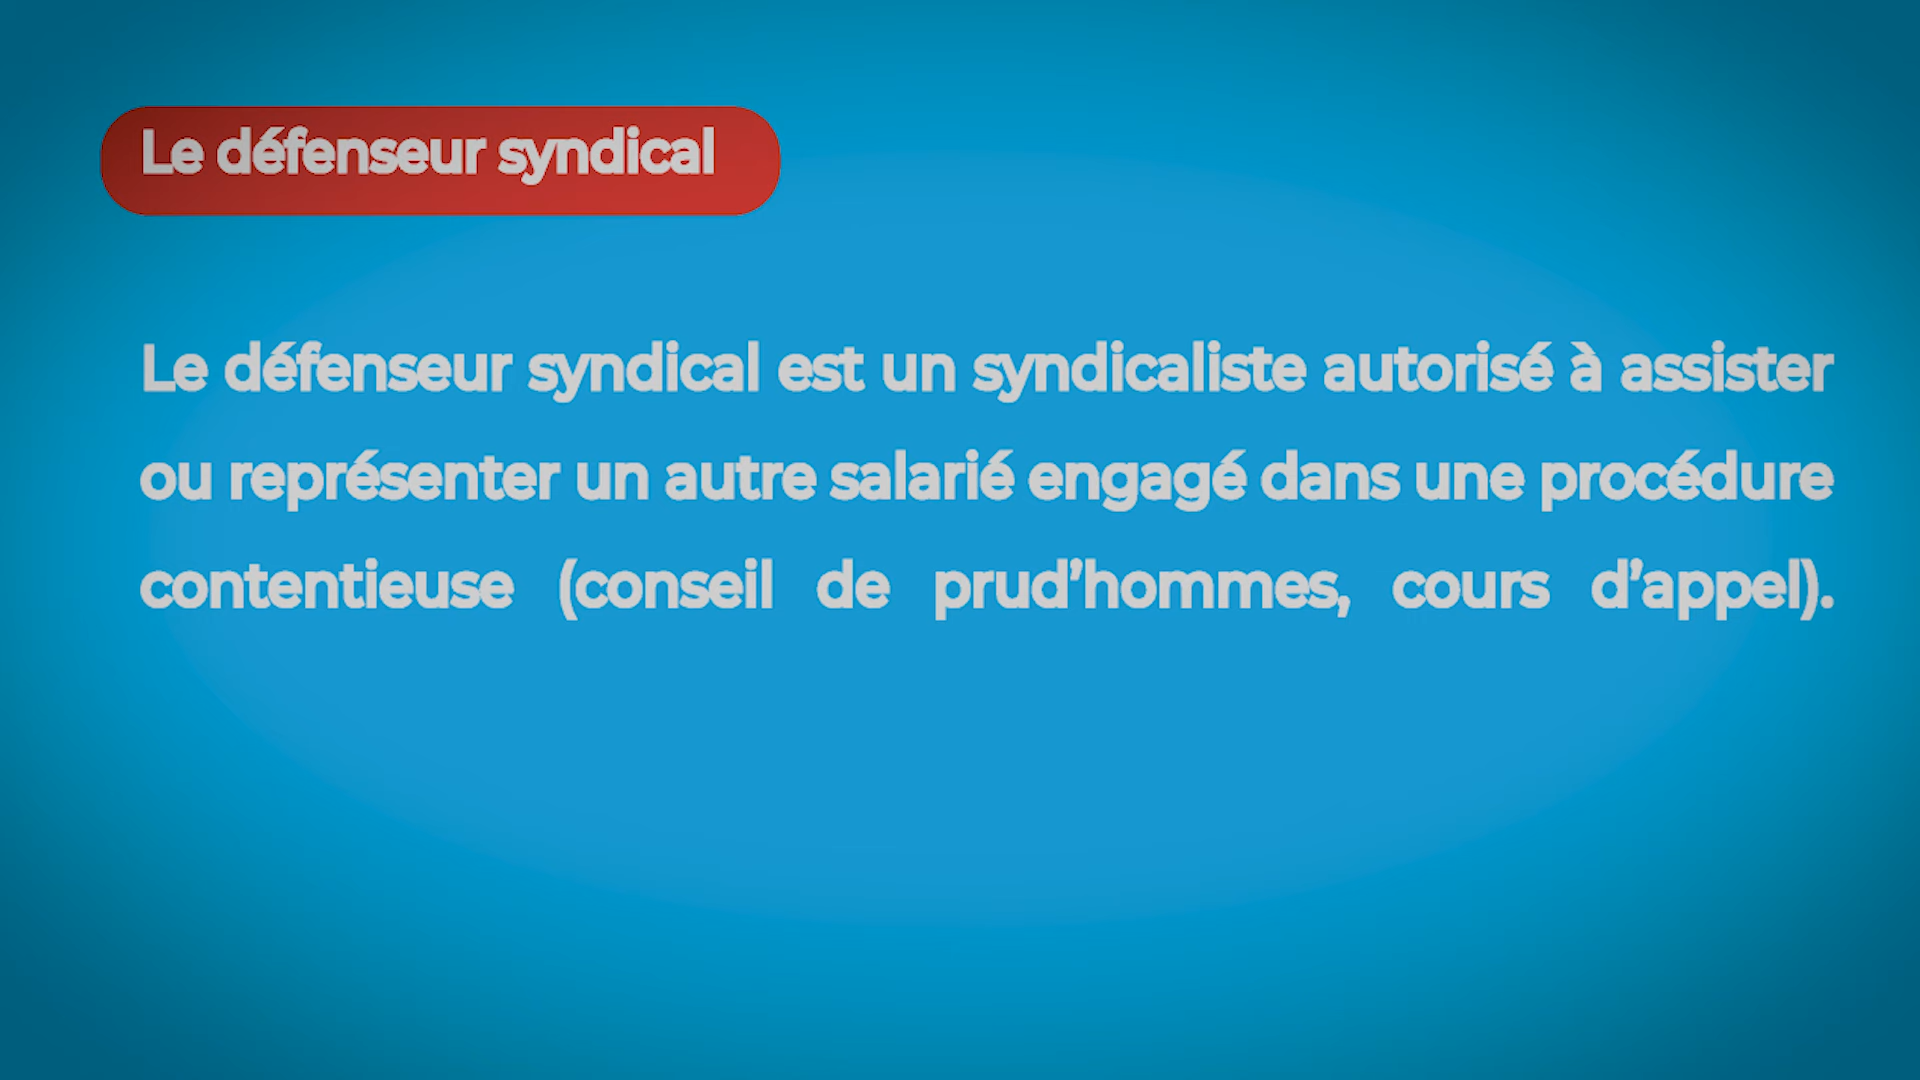 Le défenseur syndical
Le défenseur syndical est un syndicaliste autorisé à assister
ou représenter un autre salarié engagé dans une procédure
contentieuse (conseil de prud’hommes, cours d’appel).